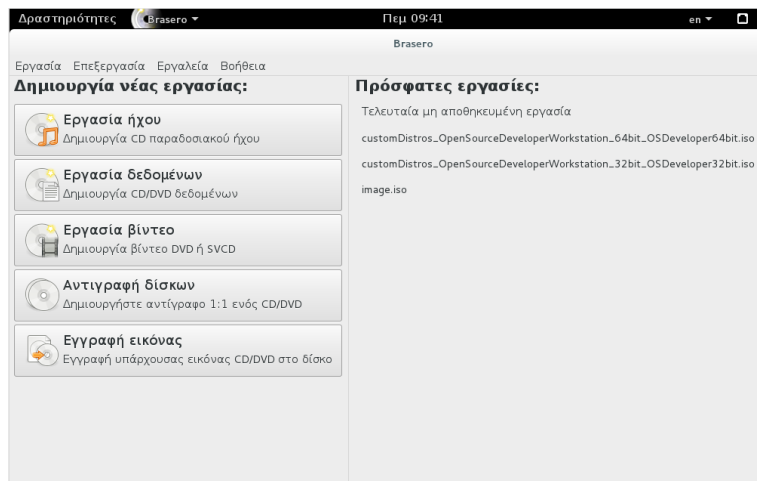 Δραστηριότητες Brasero Πεμ 09:41 en
Brasero
Εργασία Επεξεργασία Εργαλεία Βοήθεια
Δημιουργία νέας εργασίας:
Εργασία ήχου
Δημιουργία CD παραδοσιακού ήχου
Εργασία δεδομένων
Δημιουργία CD/DVD δεδομένων
Εργασία βίντεο
Δημιουργία βίντεο DVD ή SVCD
Αντιγραφή δίσκων
Δημιουργήστε αντίγραφο 1:1 ενός CD/DVD
Εγγραφή εικόνας
Εγγραφή υπάρχουσας εικόνας CD/DVD στο δίσκο
Πρόσφατες εργασίες:
Τελευταία μη αποθηκευμένη εργασία
customDistros_OpenSourceDeveloperWorkstation_64bit_OSDeveloper64bit.iso
customDistros_OpenSourceDeveloperWorkstation_32bit_OSDeveloper32bit.iso
image.iso